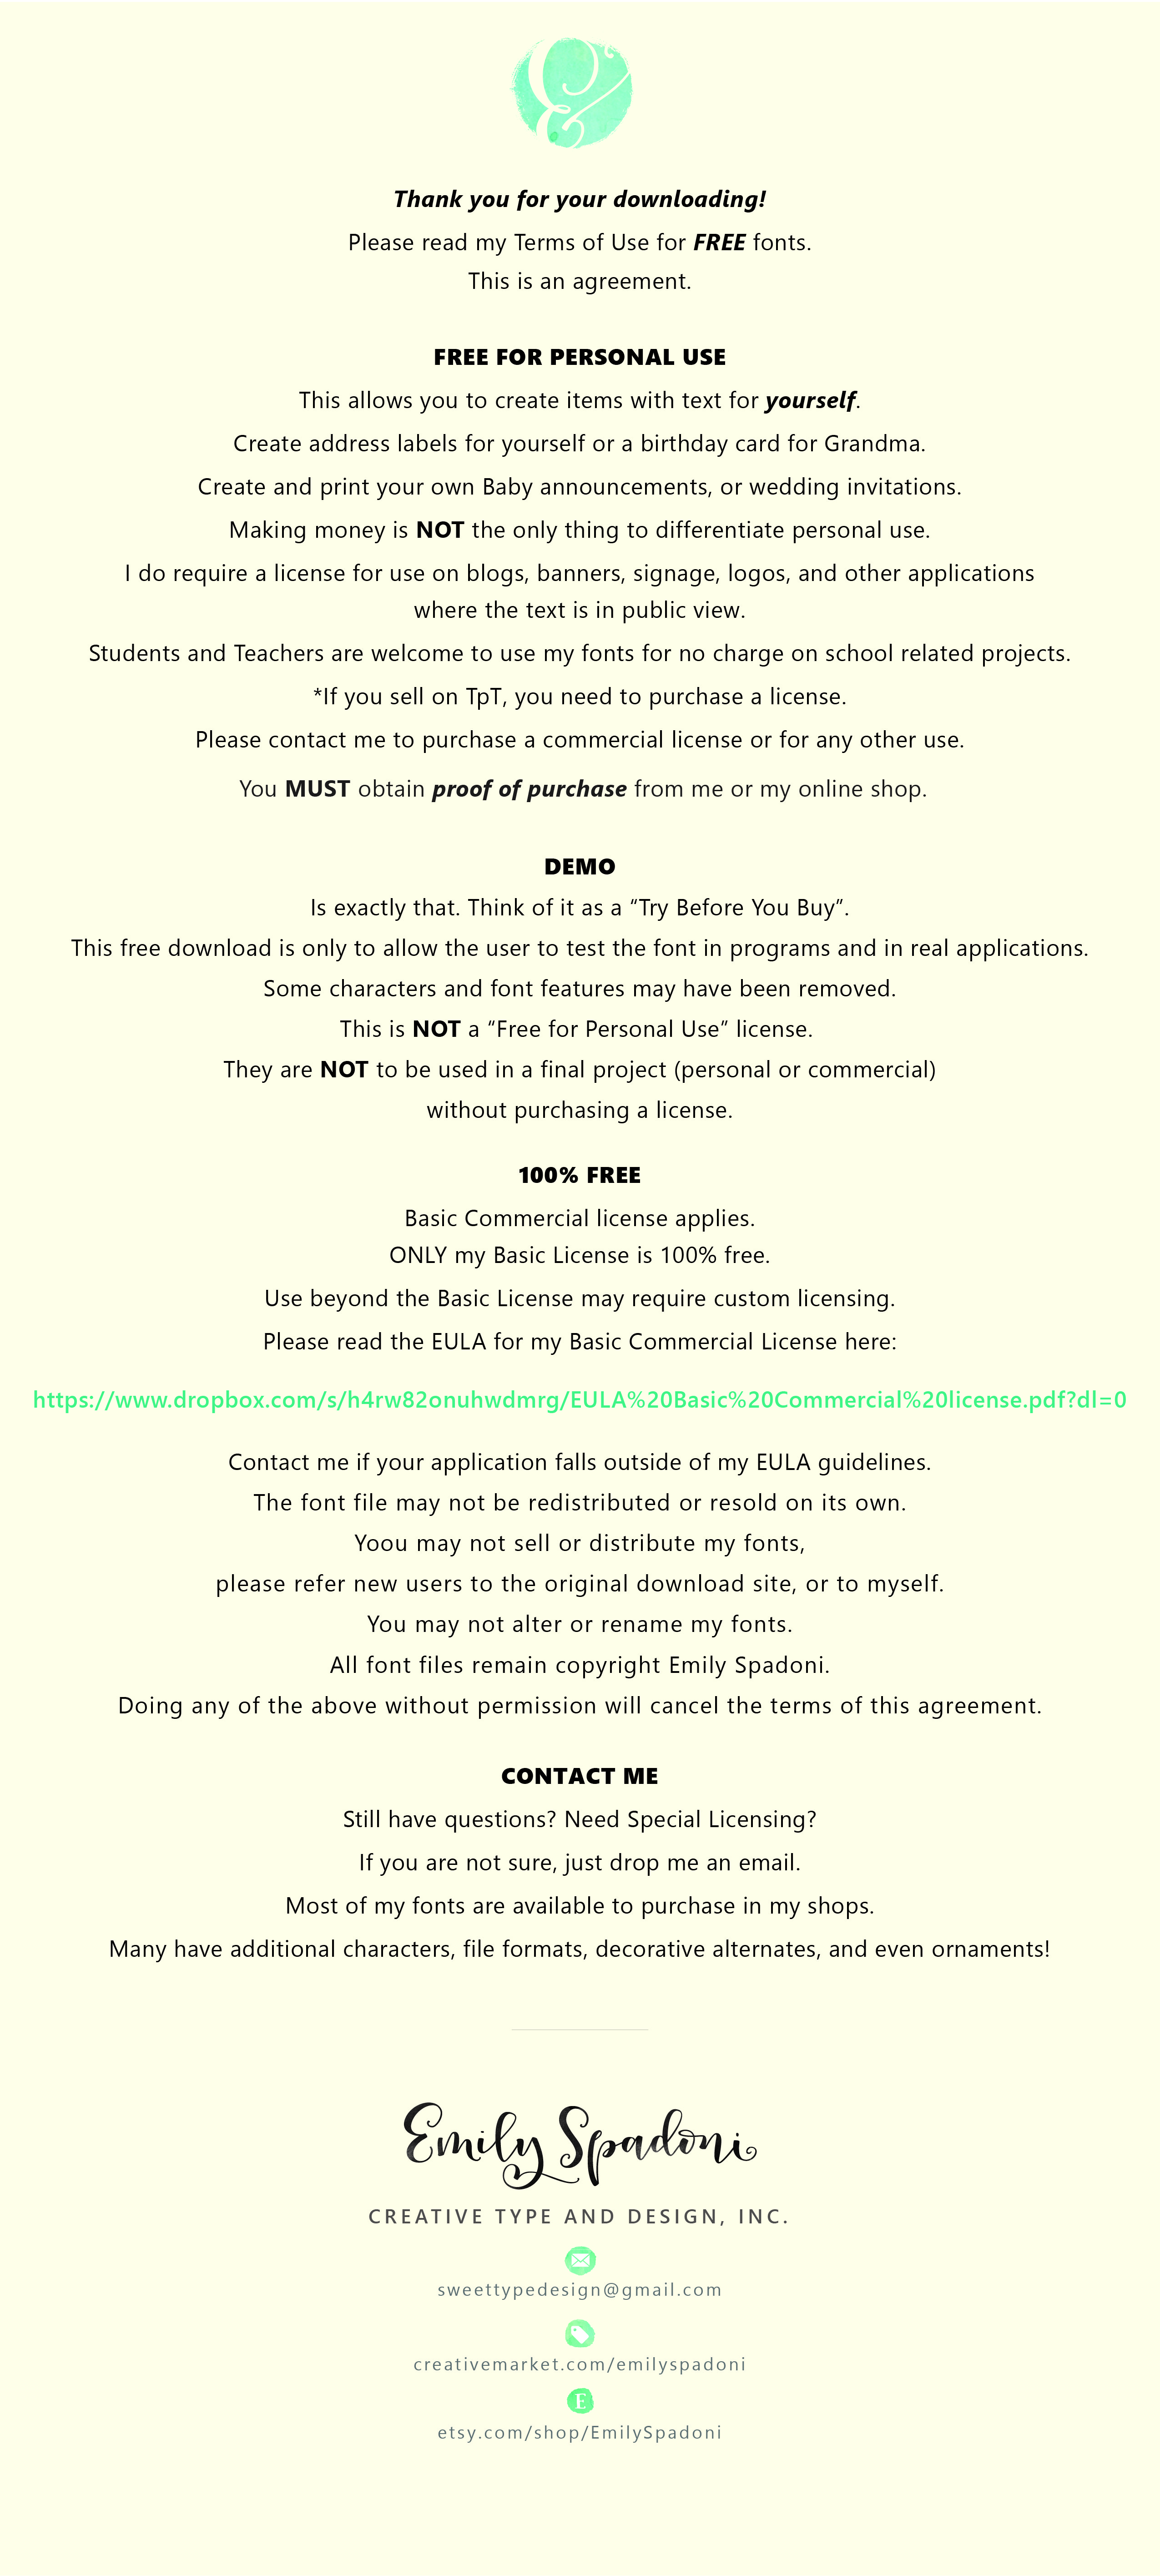 Thank you for your downloading!
Please read my Terms of Use for FREE fonts.
This is an agreement.
FREE FOR PERSONAL USE
This allows you to create items with text for yourself.
Create address labels for yourself or a birthday card for Grandma.
Create and print your own Baby announcements, or wedding invitations.
Making money is NOT the only thing to differentiate personal use.
I do require a license for use on blogs, banners, signage, logos, and other applications
where the text is in public view.
Students and Teachers are welcome to use my fonts for no charge on school related projects.
*If you sell on TpT, you need to purchase a license.
Please contact me to purchase a commercial license or for any other use.
You MUST obtain proof of purchase from me or my online shop.
DEMO
Is exactly that. Think of it as a “Try Before You Buy”.
This free download is only to allow the user to test the font in programs and in real applications.
Some characters and font features may have been removed.
This is NOT a “Free for Personal Use” license.
They are NOT to be used in a final project (personal or commercial)
without purchasing a license.
100% FREE
Basic Commercial license applies.
ONLY my Basic License is 100% free.
Use beyond the Basic License may require custom licensing.
Please read the EULA for my Basic Commercial License here:
https://www.dropbox.com/s/h4rw82onuhwdmrg/EULA%20Basic%20Commercial%20license.pdf?dl=0
Contact me if your application falls outside of my EULA guidelines.
The font file may not be redistributed or resold on its own.
Yoou may not sell or distribute my fonts,
please refer new users to the original download site, or to myself.
You may not alter or rename my fonts.
All font files remain copyright Emily Spadoni.
Doing any of the above without permission will cancel the terms of this agreement.
CONTACT ME
Still have questions? Need Special Licensing?
If you are not sure, just drop me an email.
Most of my fonts are available to purchase in my shops.
Many have additional characters, file formats, decorative alternates, and even ornaments!
Emily Spadoni
CREATIVE TYPE AND DESIGN, INC.
sweettypedesign@gmail.com
creativemarket.com/emilyspadoni
E
etsy.com/shop/EmilySpadoni